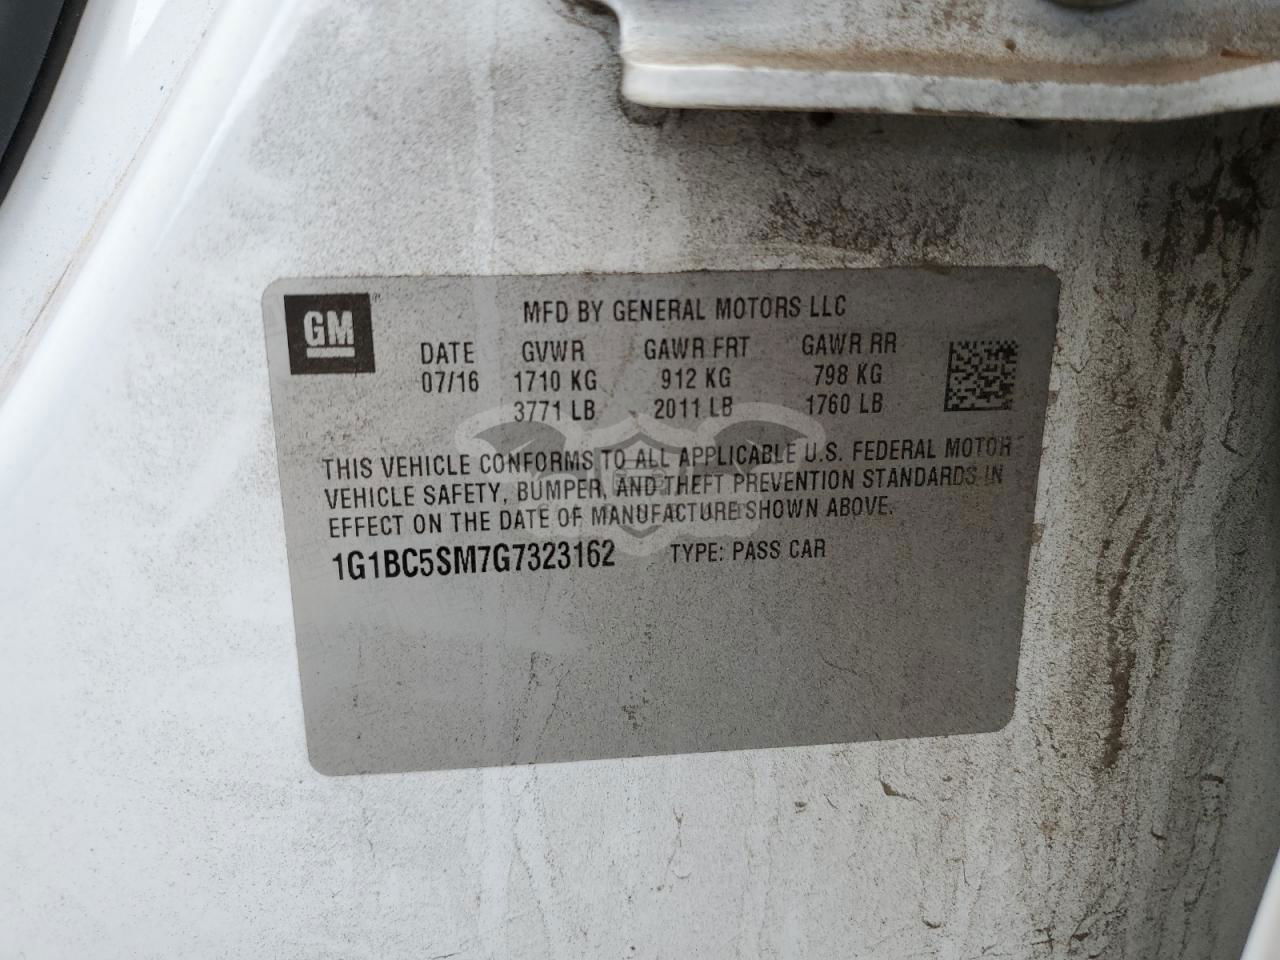 GM
MFD BY GENERAL MOTORS LLC
DATE GVWR GAWR FRT GAWR RR
07/16 1710 KG 912 KG 798 KG
3771 LB 2011 LB 1760 LB
THIS VEHICLE CONFORMS TO ALL APPLICABLE U.S. FEDERAL MOTOR
VEHICLE SAFETY, BUMPER, AND THEFT PREVENTION STANDARDS IN
EFFECT ON THE DATE OF MANUFACTURE SHOWN ABOVE.
1G1BC5SM7G7323162 TYPE: PASS CAR